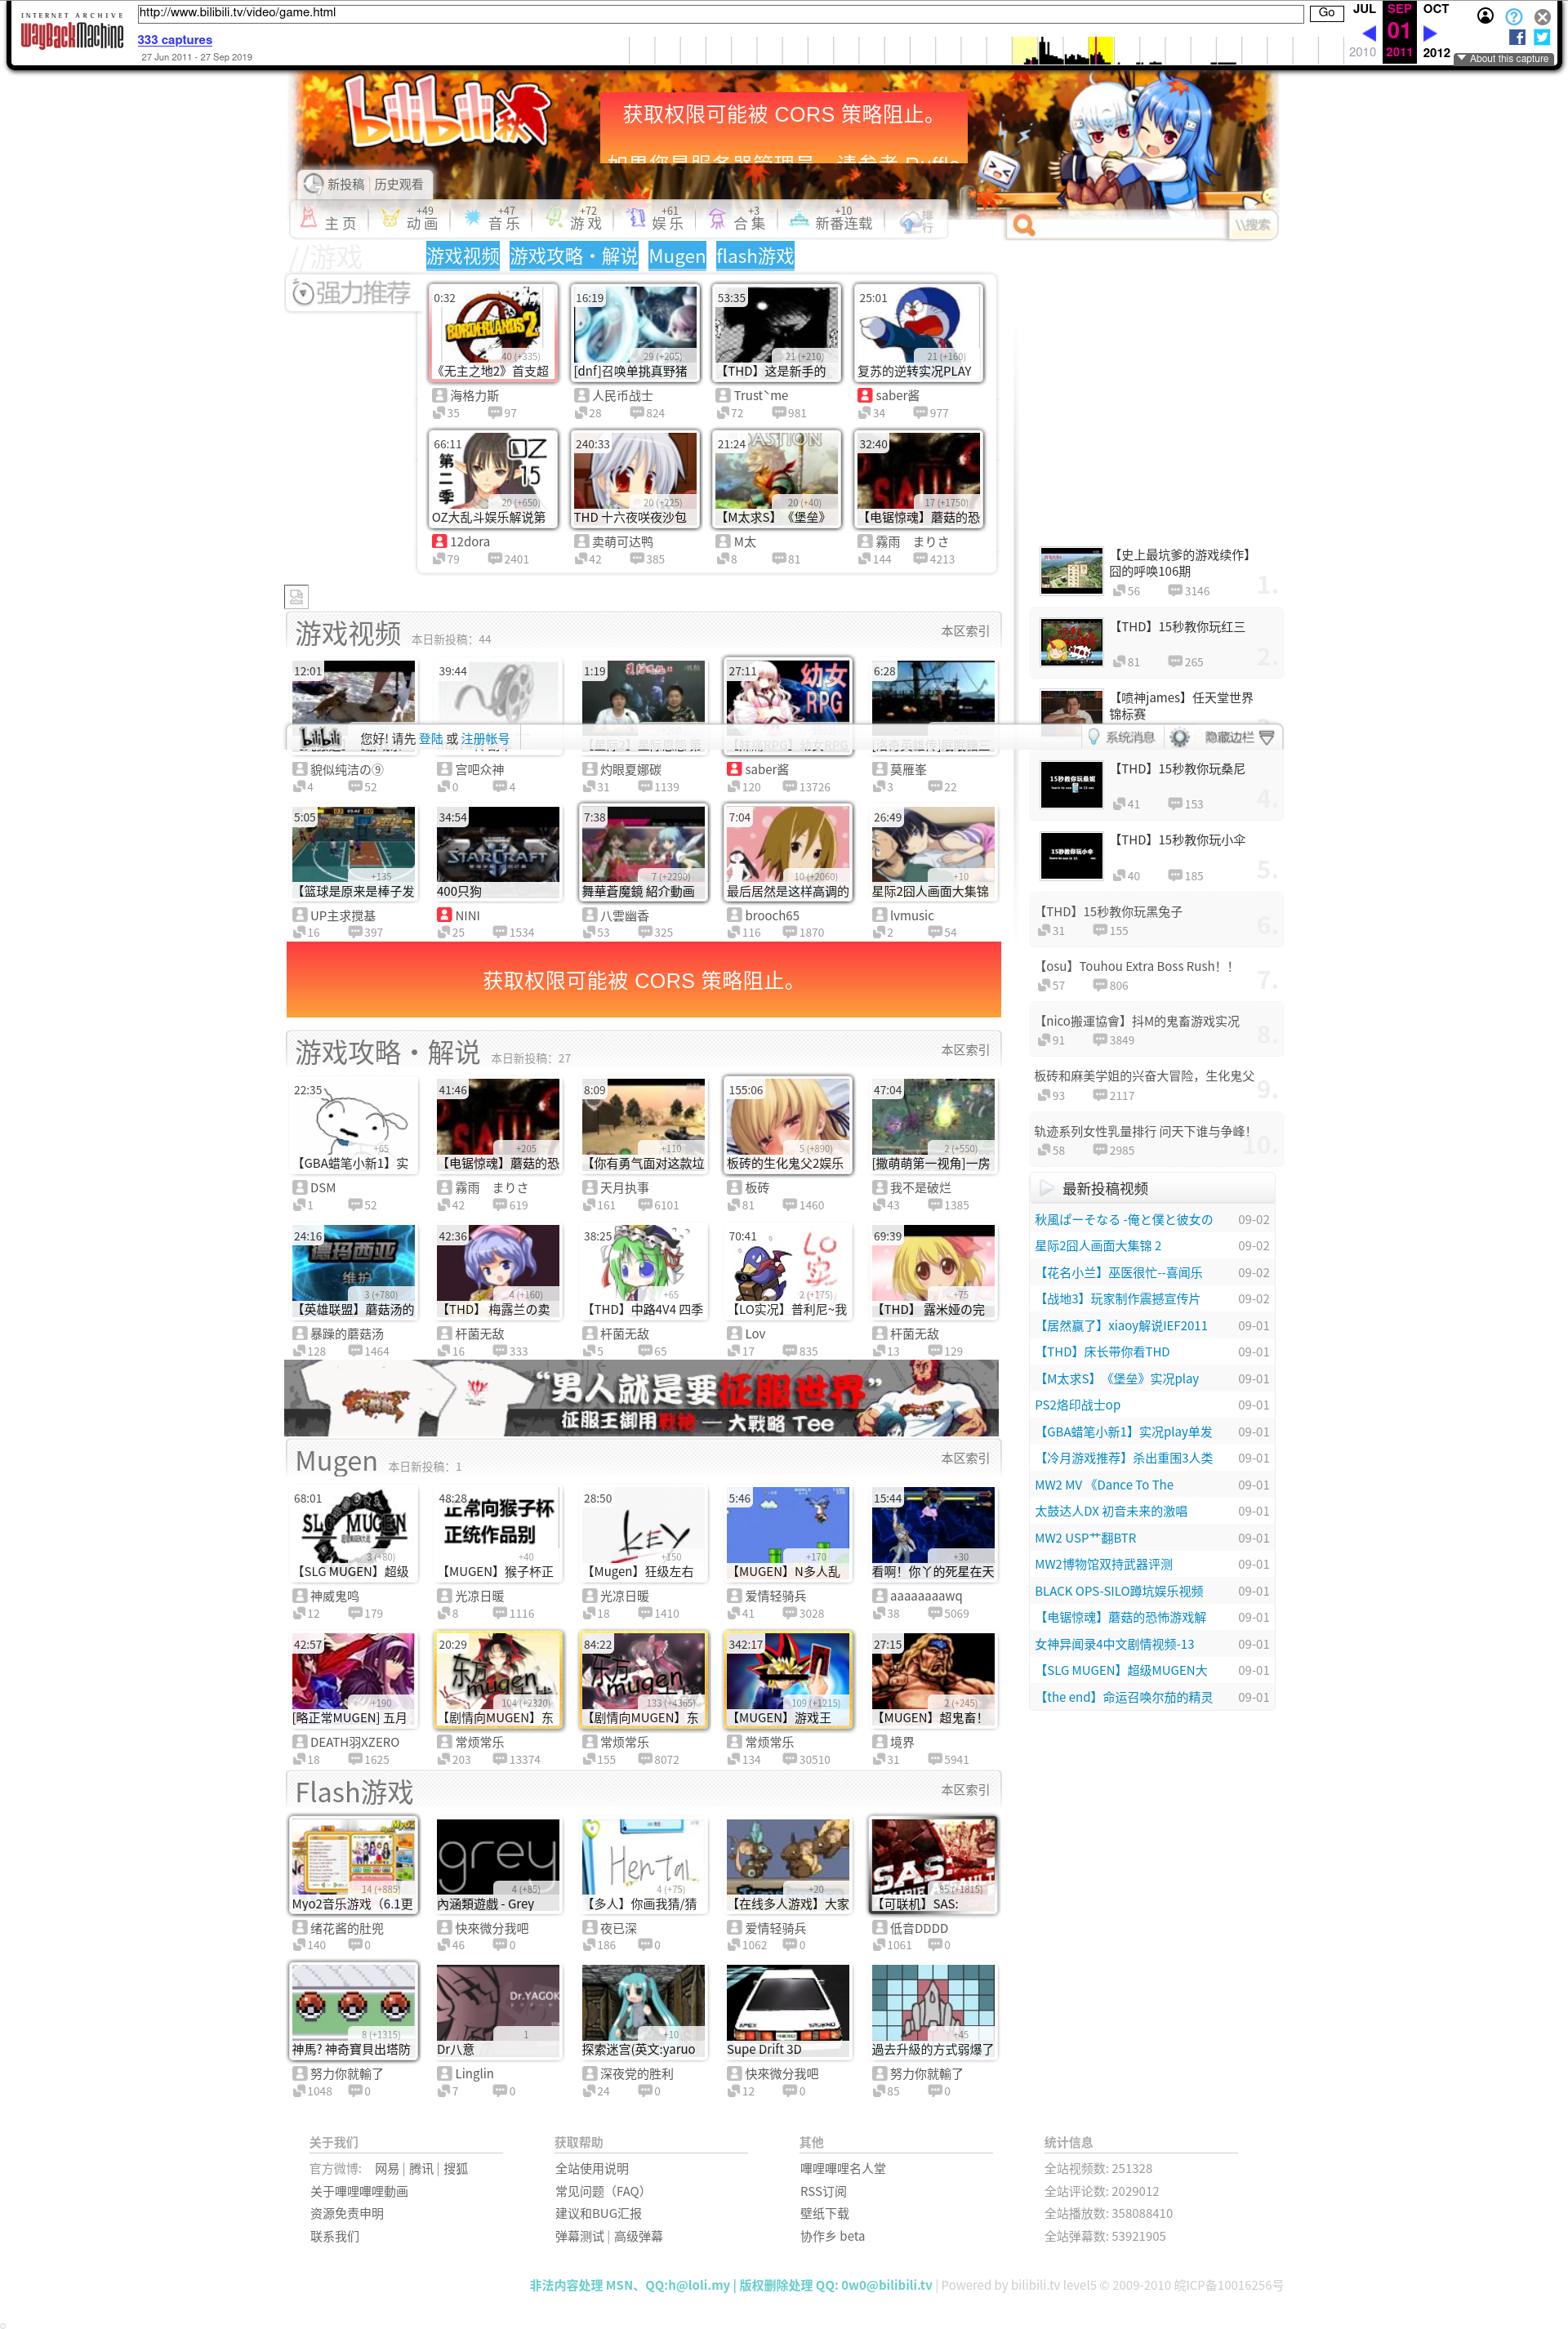 INTERNET ARCHIVE
WayBackMachine
http://www.bilibili.tv/video/game.html
Go
JUL
SEP
OCT
333 captures
01
27 Jun 2011 - 27 Sep 2019
2010
2011
2012
About this capture
bilibili
获取权限可能被 CORS 策略阻止。
新投稿
历史观看
主 页
+49
动 画
+47
音 乐
+72
游 戏
+61
娱 乐
+3
合 集
+10
新番连载
排行
搜索
//游戏
游戏视频
游戏攻略·解说
Mugen
flash游戏
强力推荐
0:32
BORDERLANDS 2
40 (+335)
《无主之地2》首支超
海格力斯
35
97
16:19
29 (+205)
[dnf]召唤单挑真野猪
人民币战士
28
824
53:35
21 (+210)
【THD】这是新手的
Trust丶me
72
981
25:01
21 (+160)
复苏的逆转实况PLAY
saber酱
34
977
66:11
OZ
15
第二季
20 (+650)
OZ大乱斗娱乐解说第
12dora
79
2401
240:33
20 (+225)
THD 十六夜咲夜沙包
卖萌可达鸭
42
385
21:24
20 (+40)
【M太求S】《堡垒》
M太
8
81
32:40
17 (+1750)
【电锯惊魂】蘑菇的恐
霧雨　まりさ
144
4213
游戏视频
本日新投稿：44
本区索引
12:01
39:44
1:19
27:11
幼女
RPG
6:28
bilibili
您好! 请先 登陆 或 注册帐号
系统消息
隐藏边栏
貌似纯洁の⑨
4
52
宫吧众神
0
4
灼眼夏娜碳
31
1139
saber酱
120
13726
莫雁峯
3
22
5:05
+135
【篮球是原来是棒子发
UP主求搅基
16
397
34:54
STARCRAFT
400只狗
NINI
25
1534
7:38
7 (+2290)
舞華蒼魔鏡 紹介動画
八雲幽香
53
325
7:04
10 (+2060)
最后居然是这样高调的
brooch65
116
1870
26:49
+10
星际2囧人画面大集锦
lvmusic
2
54
获取权限可能被 CORS 策略阻止。
游戏攻略·解说
本日新投稿：27
本区索引
22:35
+65
【GBA蜡笔小新1】实
DSM
1
52
41:46
+205
【电锯惊魂】蘑菇的恐
霧雨　まりさ
42
619
8:09
+110
【你有勇气面对这款垃
天月执事
161
6101
155:06
5 (+890)
板砖的生化鬼父2娱乐
板砖
81
1460
47:04
2 (+550)
[撒萌萌第一视角]一房
我不是破烂
43
1385
24:16
德玛西亚
维护
3 (+780)
【英雄联盟】蘑菇汤的
暴躁的蘑菇汤
128
1464
42:36
4 (+160)
【THD】 梅露兰の卖
杆菌无敌
16
333
38:25
+65
【THD】中路4V4 四季
杆菌无敌
5
65
70:41
LO
实
2 (+175)
【LO实况】普利尼~我
Lov
17
835
69:39
+75
【THD】 露米娅の完
杆菌无敌
13
129
“男人就是要征服世界”
征服王御用戰袍 — 大戰略 Tee
Mugen
本日新投稿：1
本区索引
68:01
SLG MUGEN
3 (+80)
【SLG MUGEN】超级
神威鬼鸣
12
179
48:28
正常向猴子杯
正统作品别
+40
【MUGEN】猴子杯正
光凉日暖
8
1116
28:50
KEY
+150
【Mugen】狂级左右
光凉日暖
18
1410
5:46
+170
【MUGEN】N多人乱
爱情轻骑兵
41
3028
15:44
+30
看啊！你丫的死星在天
aaaaaaaawq
38
5069
42:57
+190
[略正常MUGEN] 五月
DEATH羽XZERO
18
1625
20:29
东方
mugen
104 (+2320)
【剧情向MUGEN】东
常烦常乐
203
13374
84:22
东方
mugen
133 (+4365)
【剧情向MUGEN】东
常烦常乐
155
8072
342:17
109 (+1215)
【MUGEN】游戏王
常烦常乐
134
30510
27:15
2 (+245)
【MUGEN】超鬼畜！
境界
31
5941
Flash游戏
本区索引
14 (+885)
Myo2音乐游戏（6.1更
绪花酱的肚兜
140
0
grey
4 (+85)
內涵類遊戲 - Grey
快來微分我吧
46
0
Hentai
4 (+75)
【多人】你画我猜/猜
夜已深
186
0
+20
【在线多人游戏】大家
爱情轻骑兵
1062
0
SAS:
95 (+1815)
【可联机】SAS:
低音DDDD
1061
0
8 (+1315)
神馬? 神奇寶貝出塔防
努力你就輸了
1048
0
Dr.YAGOK
1
Dr八意
Linglin
7
0
+10
探索迷宫(英文:yaruo
深夜党的胜利
24
0
Supe Drift 3D
快來微分我吧
12
0
+45
過去升級的方式弱爆了
努力你就輸了
85
0
【史上最坑爹的游戏续作】
囧的呼唤106期
56
3146
1.
【THD】15秒教你玩红三
81
265
2.
【喷神james】任天堂世界
锦标赛
【THD】15秒教你玩桑尼
41
153
4.
【THD】15秒教你玩小伞
40
185
5.
【THD】15秒教你玩黑兔子
31
155
6.
【osu】Touhou Extra Boss Rush！！
57
806
7.
【nico搬運協會】抖M的鬼畜游戏实况
91
3849
8.
板砖和麻美学姐的兴奋大冒险，生化鬼父
93
2117
9.
轨迹系列女性乳量排行 问天下谁与争峰！
58
2985
10.
最新投稿视频
秋風ぱーそなる -俺と僕と彼女の 09-02
星际2囧人画面大集锦 2 09-02
【花名小兰】巫医很忙--喜闻乐 09-02
【战地3】玩家制作震撼宣传片 09-02
【居然赢了】xiaoy解说IEF2011 09-01
【THD】床长带你看THD 09-01
【M太求S】《堡垒》实况play 09-01
PS2烙印战士op 09-01
【GBA蜡笔小新1】实况play单发 09-01
【冷月游戏推荐】杀出重围3人类 09-01
MW2 MV 《Dance To The 09-01
太鼓达人DX 初音未来的激唱 09-01
MW2 USP艹翻BTR 09-01
MW2博物馆双持武器评测 09-01
BLACK OPS-SILO蹲坑娱乐视频 09-01
【电锯惊魂】蘑菇的恐怖游戏解 09-01
女神异闻录4中文剧情视频-13 09-01
【SLG MUGEN】超级MUGEN大 09-01
【the end】命运召唤尔茄的精灵 09-01
关于我们
官方微博: 网易 | 腾讯 | 搜狐
关于嗶哩嗶哩動画
资源免责申明
联系我们
获取帮助
全站使用说明
常见问题（FAQ）
建议和BUG汇报
弹幕测试 | 高级弹幕
其他
嗶哩嗶哩名人堂
RSS订阅
壁纸下载
协作乡 beta
统计信息
全站视频数: 251328
全站评论数: 2029012
全站播放数: 358088410
全站弹幕数: 53921905
非法内容处理 MSN、QQ:h@loli.my | 版权删除处理 QQ: 0w0@bilibili.tv | Powered by bilibili.tv level5 © 2009-2010 皖ICP备10016256号